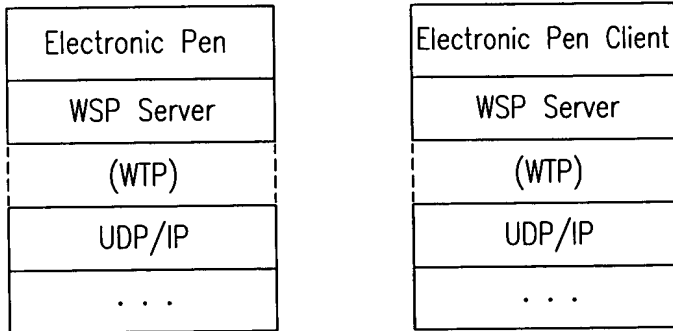 Electronic Pen
WSP Server
(WTP)
UDP/IP
. . .
Electronic Pen Client
WSP Server
(WTP)
UDP/IP
. . .